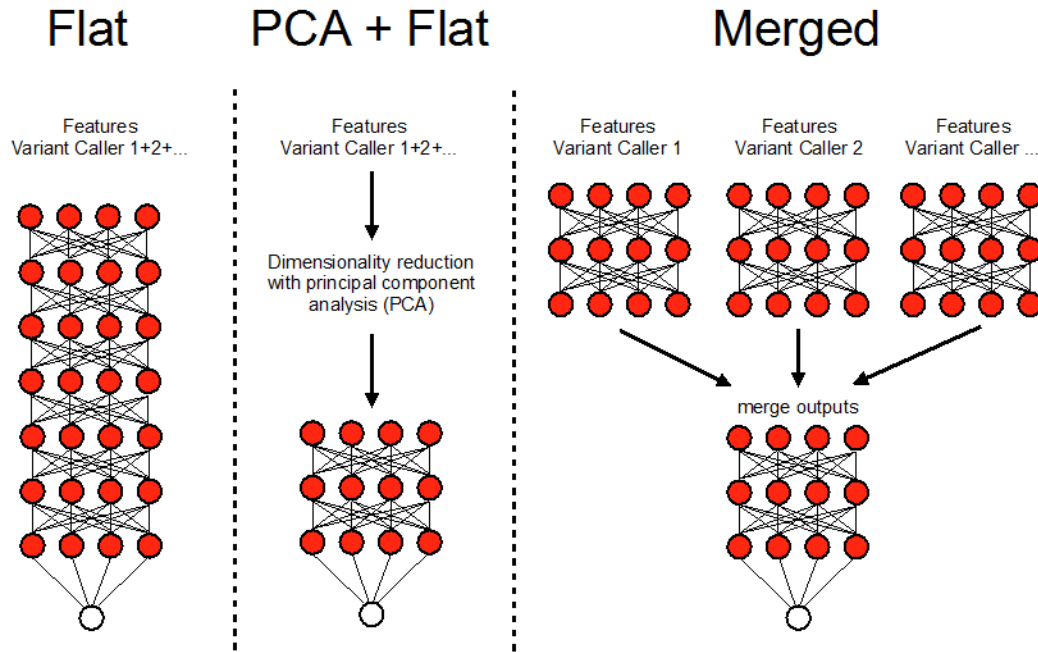 Flat
PCA + Flat
Merged
Features
Variant Caller 1+2+...
Features
Variant Caller 1+2+...
Features
Variant Caller 1
Features
Variant Caller 2
Features
Variant Caller ...
Dimensionality reduction
with principal component
analysis (PCA)
merge outputs